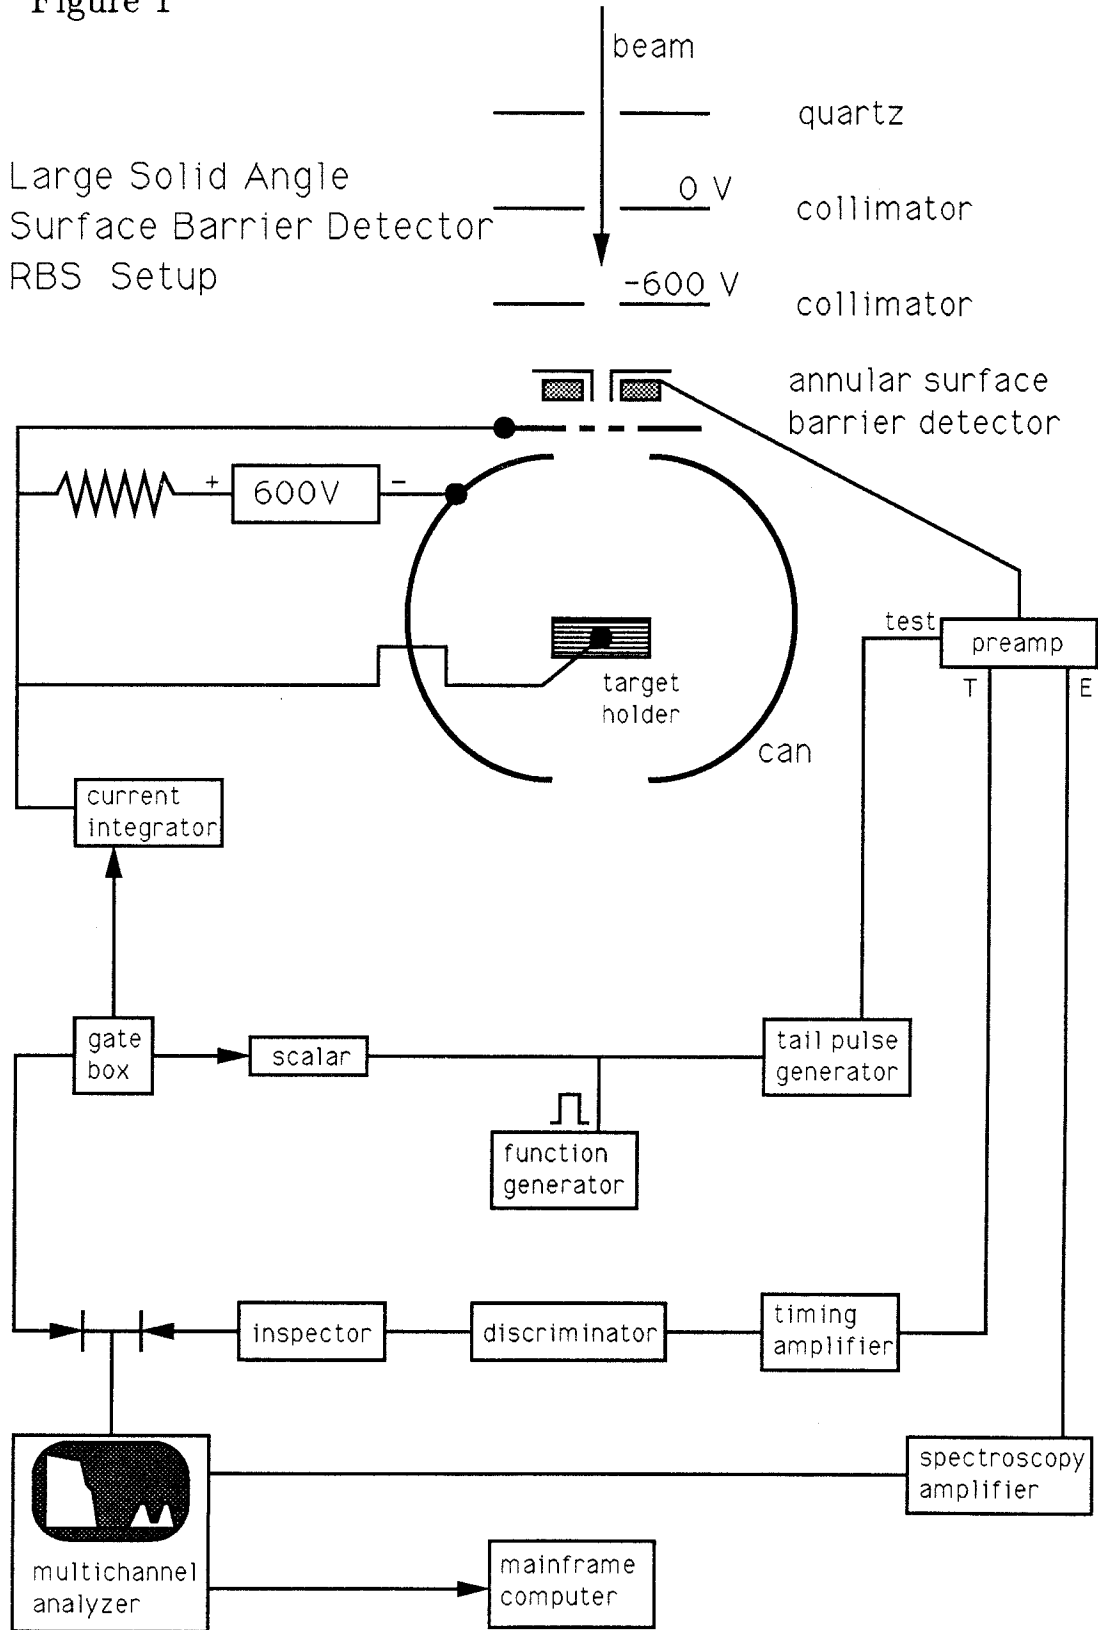 Figure 1
beam
quartz
Large Solid Angle
Surface Barrier Detector
RBS Setup
0 V
collimator
-600 V
collimator
annular surface
barrier detector
+
600V
-
test
preamp
T
E
target
holder
can
current
integrator
gate
box
scalar
tail pulse
generator
function
generator
inspector
discriminator
timing
amplifier
spectroscopy
amplifier
multichannel
analyzer
mainframe
computer